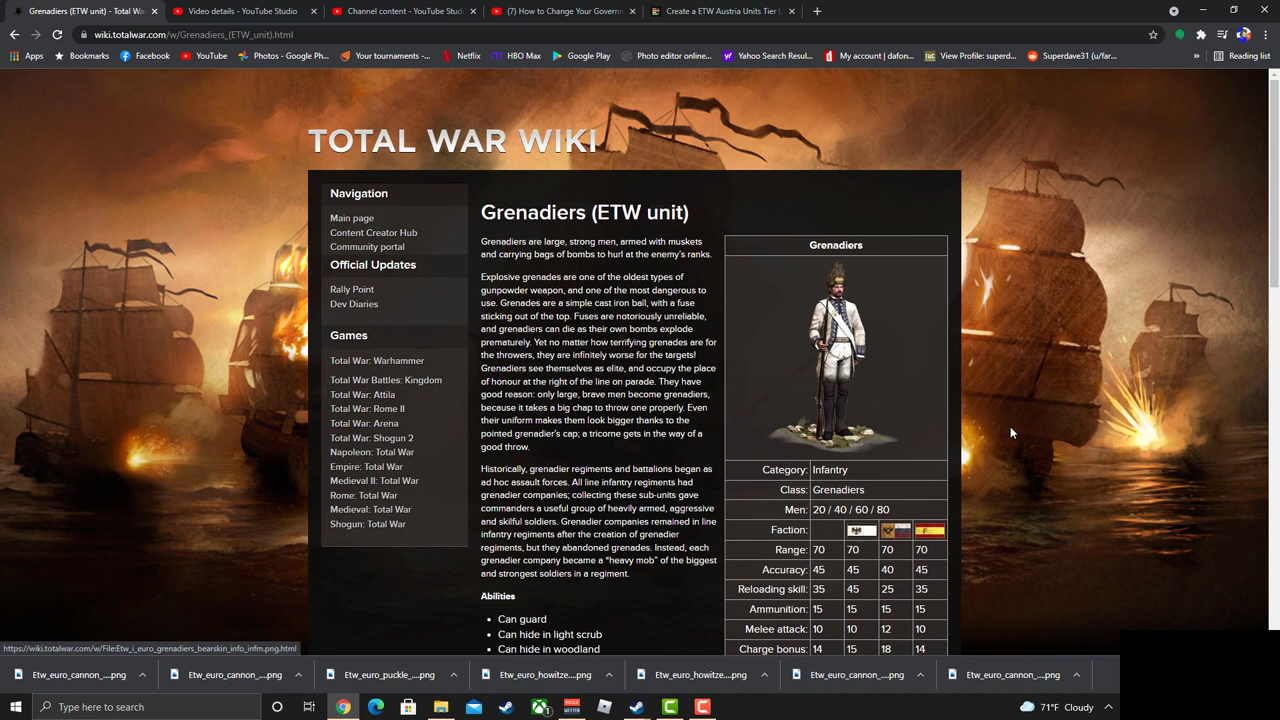 Grenadiers (ETW unit) - Total Wa
Video details - YouTube Studio
Channel content - YouTube Studi
(7) How to Change Your Governm
Create a ETW Austria Units Tier L
wiki.totalwar.com/w/Grenadiers_(ETW_unit).html
Apps
Bookmarks
Facebook
YouTube
Photos - Google Ph...
Your tournaments -...
Netflix
HBO Max
Google Play
Photo editor online...
Yahoo Search Resul...
My account | dafon...
View Profile: superd...
Superdave31 (u/far...
»
Reading list
TOTAL WAR WIKI
Navigation
Main page
Content Creator Hub
Community portal
Official Updates
Rally Point
Dev Diaries
Games
Total War: Warhammer
Total War Battles: Kingdom
Total War: Attila
Total War: Rome II
Total War: Arena
Total War: Shogun 2
Napoleon: Total War
Empire: Total War
Medieval II: Total War
Rome: Total War
Medieval: Total War
Shogun: Total War
Grenadiers (ETW unit)
Grenadiers are large, strong men, armed with muskets
and carrying bags of bombs to hurl at the enemy's ranks.
Explosive grenades are one of the oldest types of
gunpowder weapon, and one of the most dangerous to
use. Grenades are a simple cast iron ball, with a fuse
sticking out of the top. Fuses are notoriously unreliable,
and grenadiers can die as their own bombs explode
prematurely. Yet no matter how terrifying grenades are for
the throwers, they are infinitely worse for the targets!
Grenadiers see themselves as elite, and occupy the place
of honour at the right of the line on parade. They have
good reason: only large, brave men become grenadiers,
because it takes a big chap to throw one properly. Even
their uniform makes them look bigger thanks to the
pointed grenadier's cap; a tricorne gets in the way of a
good throw.
Historically, grenadier regiments and battalions began as
ad hoc assault forces. All line infantry regiments had
grenadier companies; collecting these sub-units gave
commanders a useful group of heavily armed, aggressive
and skilful soldiers. Grenadier companies remained in line
infantry regiments after the creation of grenadier
regiments, but they abandoned grenades. Instead, each
grenadier company became a "heavy mob" of the biggest
and strongest soldiers in a regiment.
Abilities
• Can guard
• Can hide in light scrub
• Can hide in woodland
Grenadiers
Category: Infantry
Class: Grenadiers
Men: 20 / 40 / 60 / 80
Faction:
Range: 70 70 70 70
Accuracy: 45 45 40 45
Reloading skill: 35 45 25 35
Ammunition: 15 15 15 15
Melee attack: 10 10 12 10
Charge bonus: 14 15 18 14
https://wiki.totalwar.com/w/File:Etw_i_euro_grenadiers_bearskin_info_infm.png.html
Etw_euro_cannon_....png
Etw_euro_cannon_....png
Etw_euro_puckle_....png
Etw_euro_howitze....png
Etw_euro_howitze....png
Etw_euro_cannon_....png
Etw_euro_cannon_....png
Type here to search
71°F Cloudy